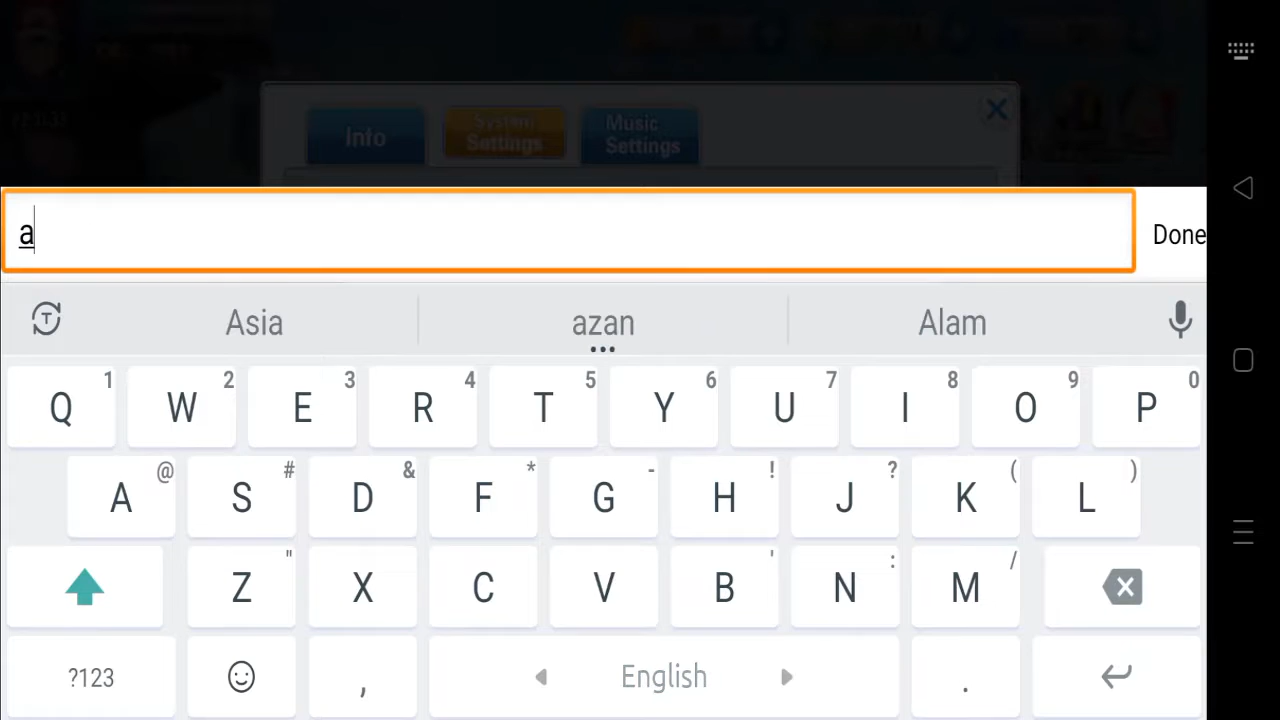 Info
System
Settings
Music
Settings
a
Done
Asia azan Alam
Q 1 W 2 E 3 R 4 T 5 Y 6 U 7 I 8 O 9 P 0
A @ S # D & F * G - H ! J ? K ( L )
Z " X C V B ' N : M /
?123 , English .